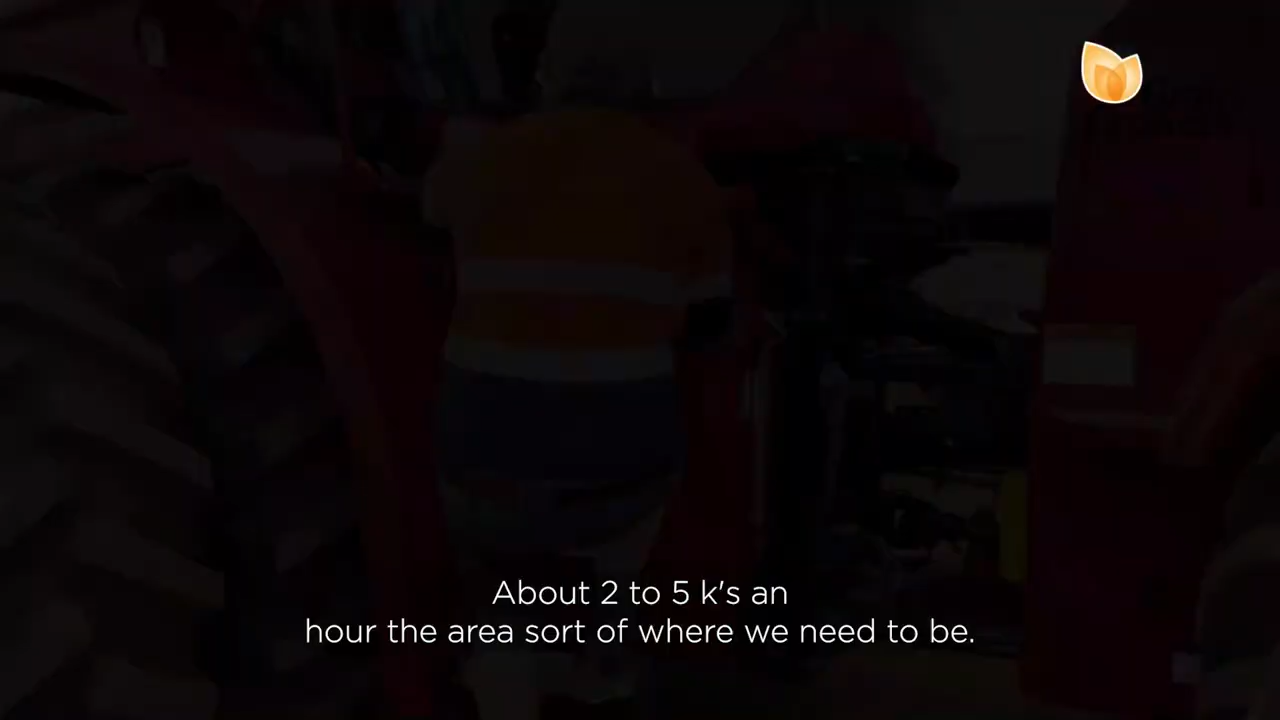 About 2 to 5 k's an
hour the area sort of where we need to be.